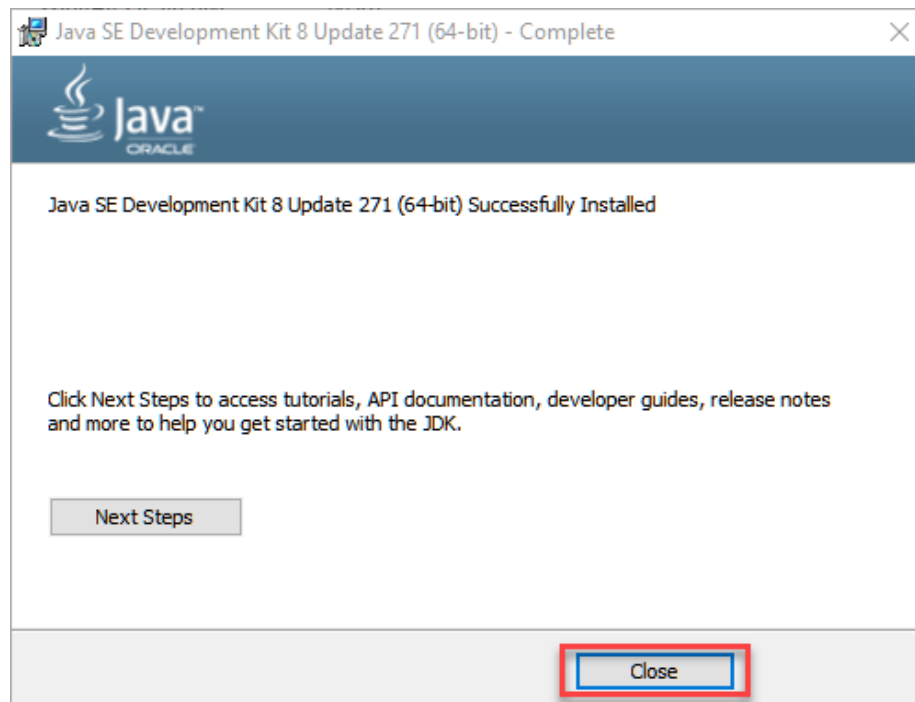 Java SE Development Kit 8 Update 271 (64-bit) - Complete
Java™
ORACLE
Java SE Development Kit 8 Update 271 (64-bit) Successfully Installed
Click Next Steps to access tutorials, API documentation, developer guides, release notes
and more to help you get started with the JDK.
Next Steps
Close